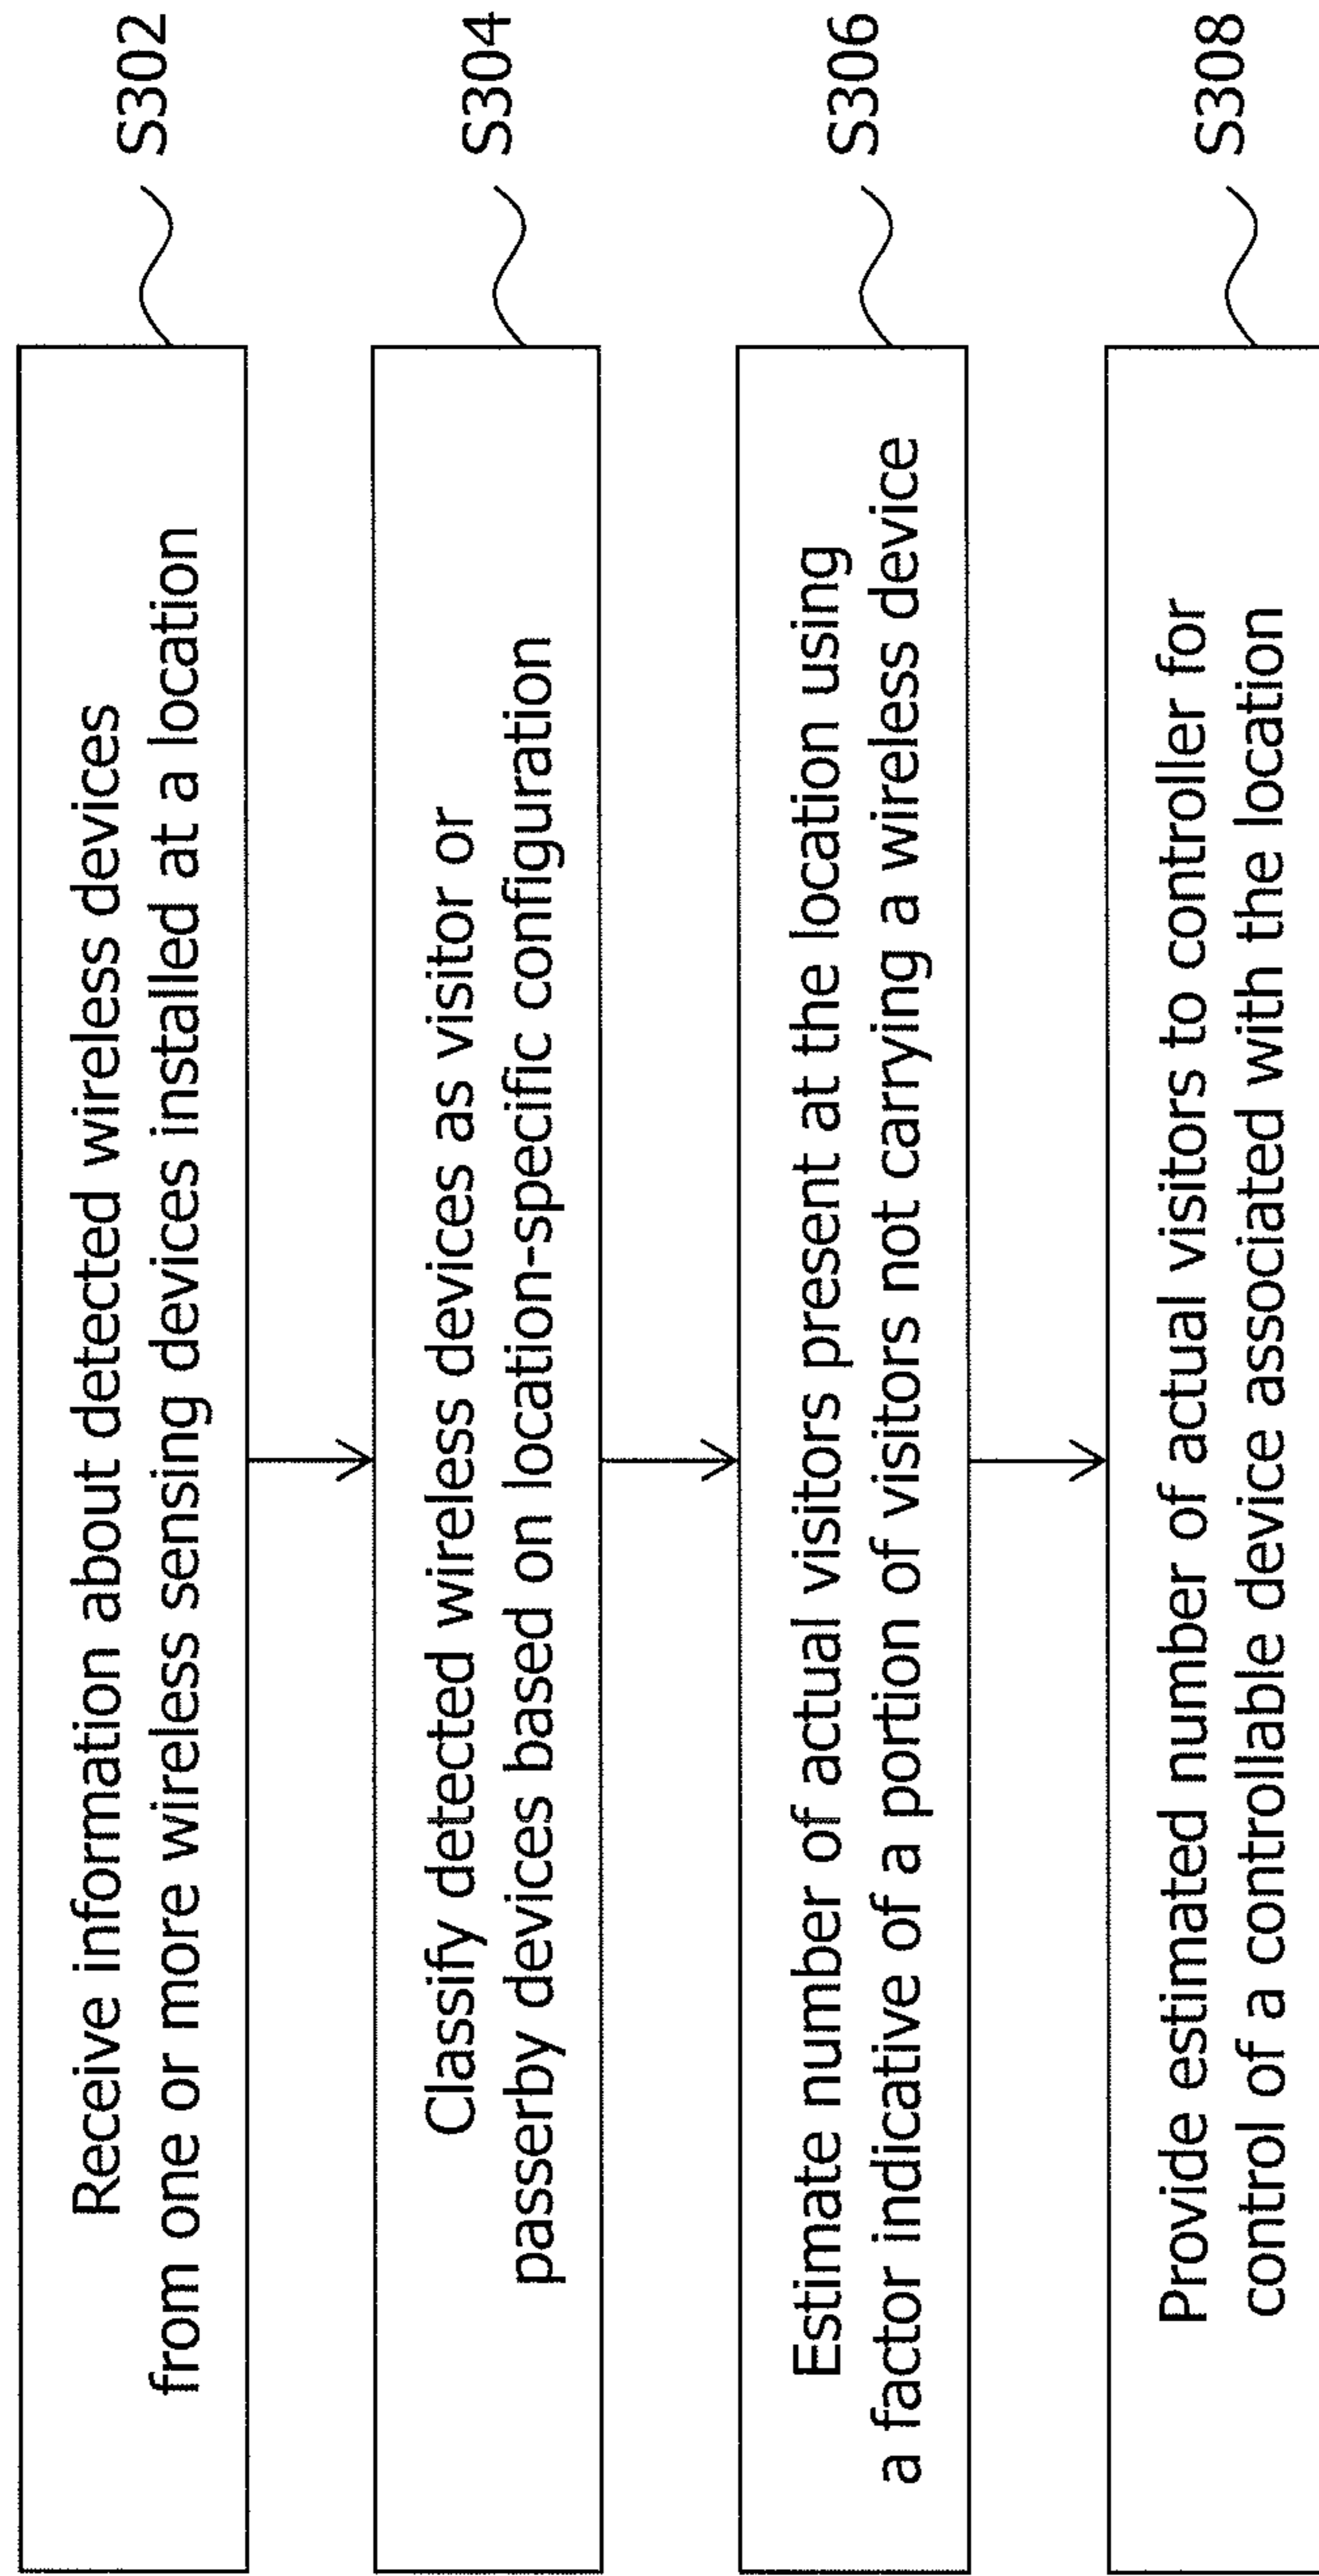 Receive information about detected wireless devices
from one or more wireless sensing devices installed at a location
S302
Classify detected wireless devices as visitor or
passerby devices based on location-specific configuration
S304
Estimate number of actual visitors present at the location using
a factor indicative of a portion of visitors not carrying a wireless device
S306
Provide estimated number of actual visitors to controller for
control of a controllable device associated with the location
S308